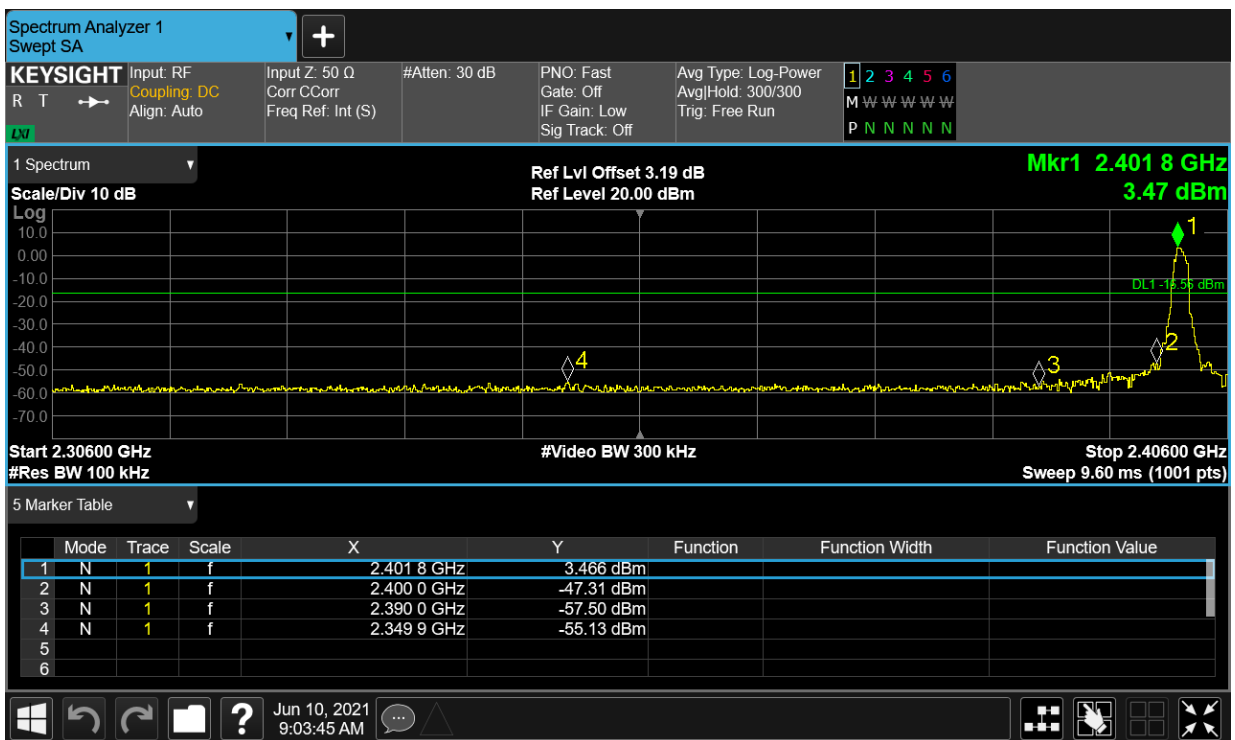 Spectrum Analyzer 1
Swept SA
+
KEYSIGHT
R T
LXI
Input: RF
Coupling: DC
Align: Auto
Input Z: 50 Ω
Corr CCorr
Freq Ref: Int (S)
#Atten: 30 dB
PNO: Fast
Gate: Off
IF Gain: Low
Sig Track: Off
Avg Type: Log-Power
Avg|Hold: 300/300
Trig: Free Run
1 2 3 4 5 6
M W W W W W
P N N N N N
1 Spectrum
Scale/Div 10 dB
Ref Lvl Offset 3.19 dB
Ref Level 20.00 dBm
Mkr1 2.401 8 GHz
3.47 dBm
Log
10.0
0.00
-10.0
-20.0
-30.0
-40.0
-50.0
-60.0
-70.0
1
DL1 -16.56 dBm
2
3
4
Start 2.30600 GHz
#Video BW 300 kHz
Stop 2.40600 GHz
#Res BW 100 kHz
Sweep 9.60 ms (1001 pts)
5 Marker Table
Mode Trace Scale X Y Function Function Width Function Value
1 N 1 f 2.401 8 GHz 3.466 dBm
2 N 1 f 2.400 0 GHz -47.31 dBm
3 N 1 f 2.390 0 GHz -57.50 dBm
4 N 1 f 2.349 9 GHz -55.13 dBm
5
6
?
Jun 10, 2021
9:03:45 AM